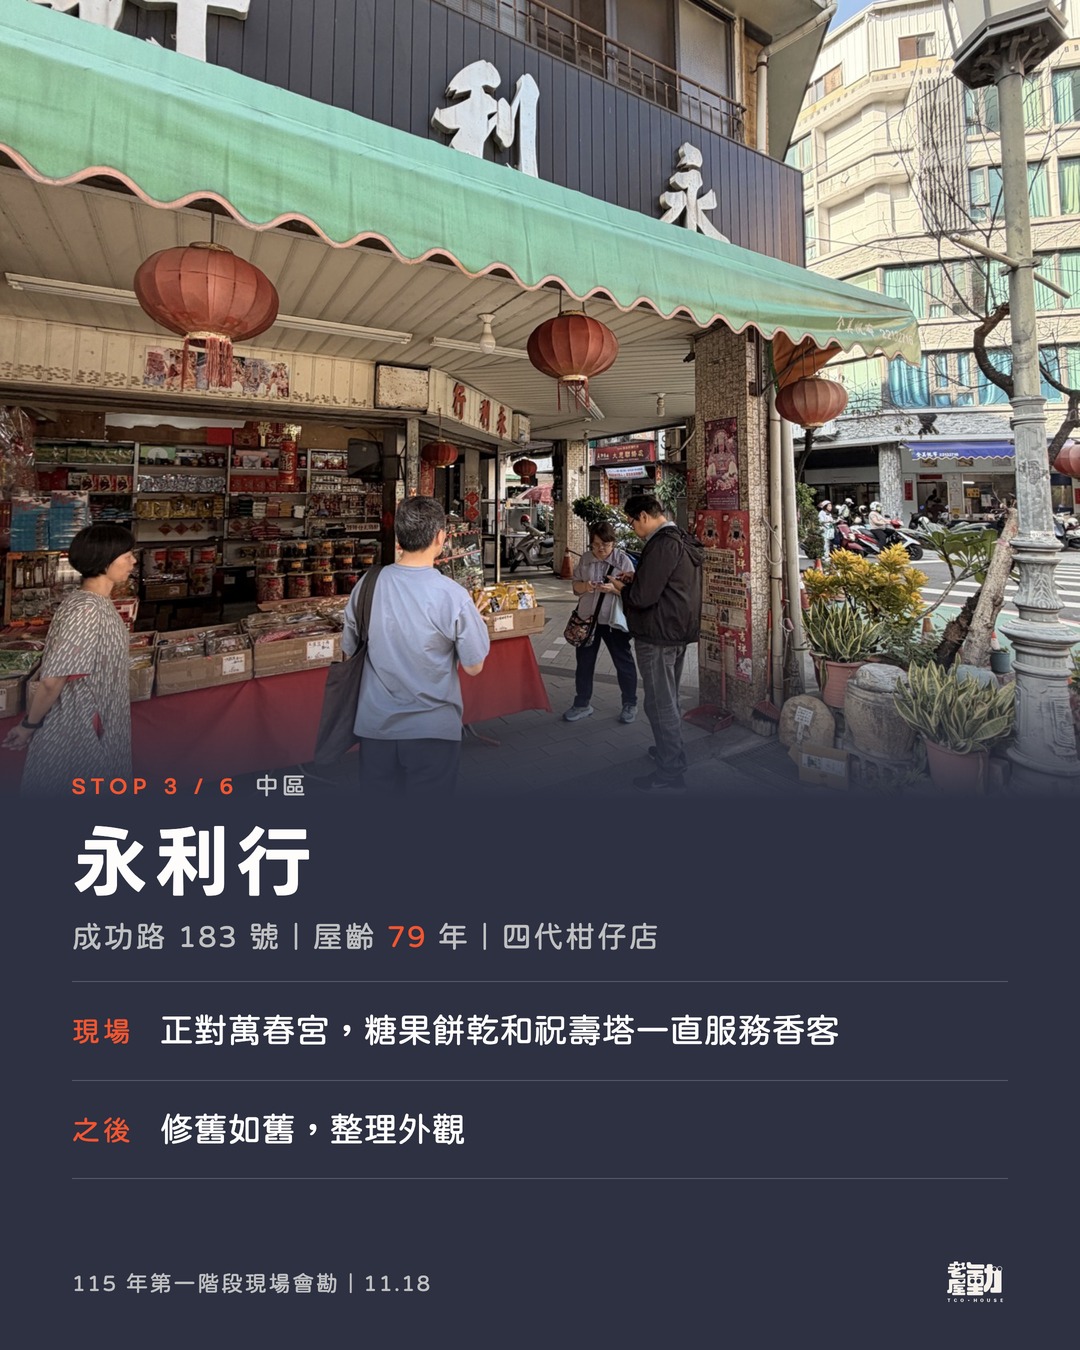 利
永
永利行
STOP 3 / 6 中區
永利行
成功路 183 號｜屋齡 79 年｜四代柑仔店
現場 正對萬春宮，糖果餅乾和祝壽塔一直服務香客
之後 修舊如舊，整理外觀
115 年第一階段現場會勘｜11.18
老屋動
TCO-HOUSE